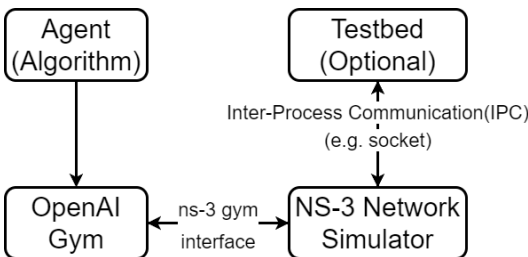 Agent
(Algorithm)
Testbed
(Optional)
Inter-Process Communication(IPC)
(e.g. socket)
OpenAI
Gym
ns-3 gym
interface
NS-3 Network
Simulator